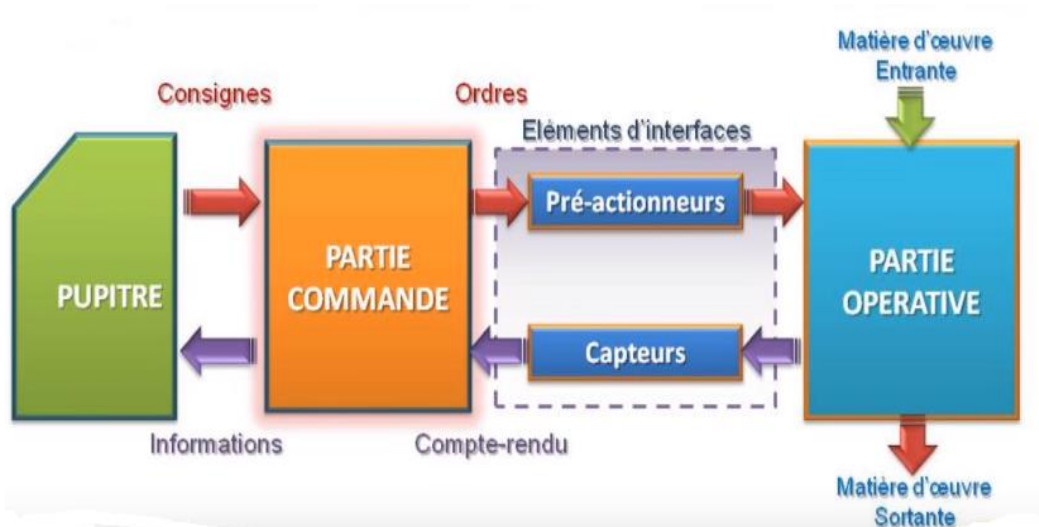 Matière d'œuvre
Entrante
Consignes
Ordres
Eléments d'interfaces
Pré-actionneurs
PUPITRE
PARTIE
COMMANDE
PARTIE
OPERATIVE
Capteurs
Informations
Compte-rendu
Matière d'œuvre
Sortante